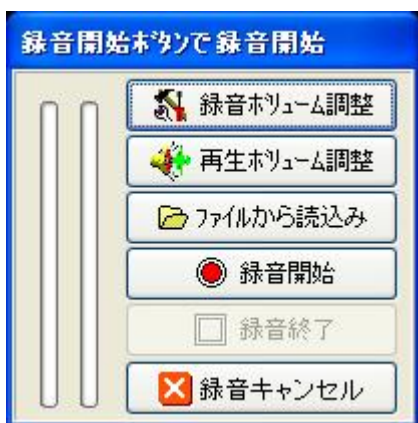 録音開始ﾎﾞﾀﾝで録音開始
録音ﾎﾞﾘｭｰﾑ調整
再生ﾎﾞﾘｭｰﾑ調整
ﾌｧｲﾙから読込み
録音開始
録音終了
録音キャンセル